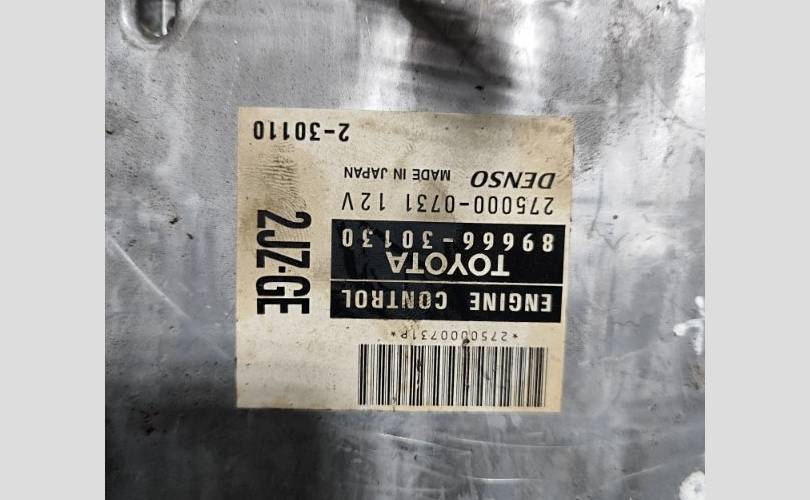 *2750000731P*
ENGINE CONTROL
TOYOTA
89666-30130
275000-0731 12V
DENSO MADE IN JAPAN
2-30110
2JZ-GE